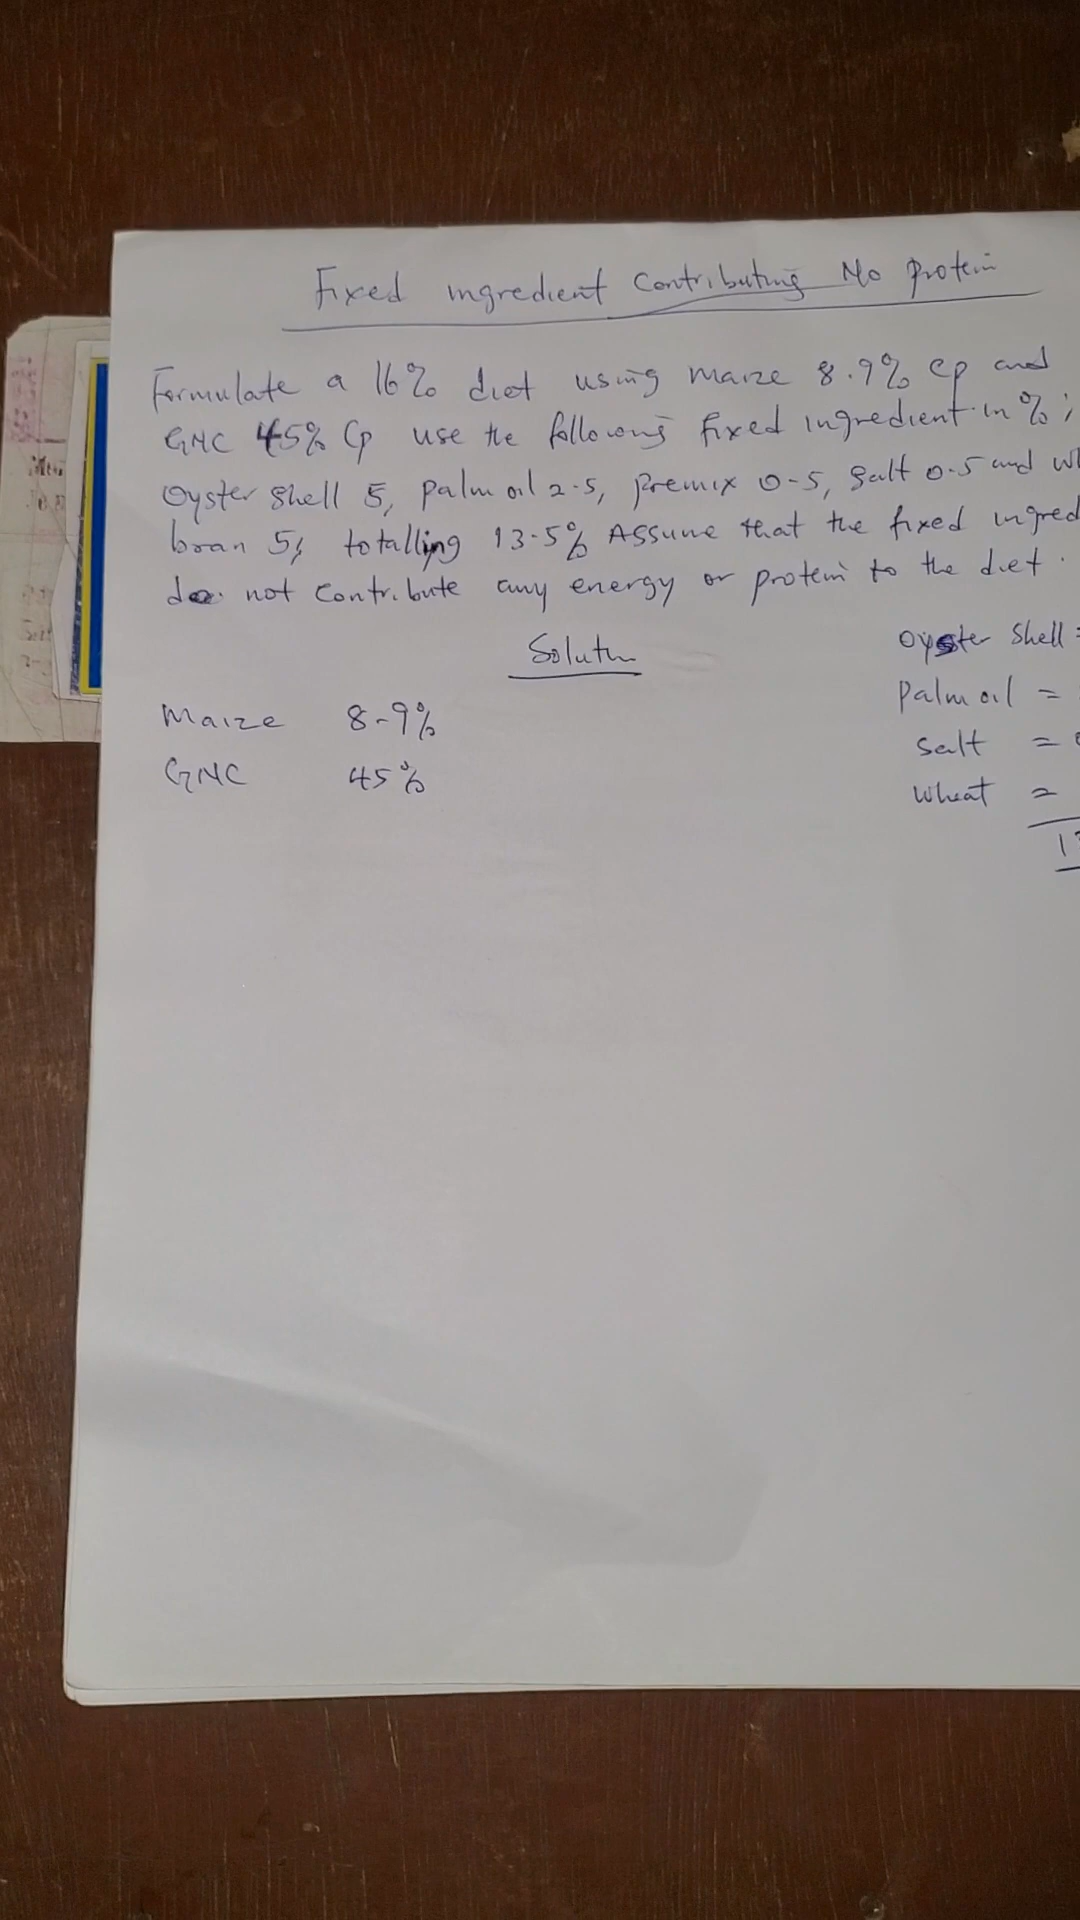 Fixed ingredient Contributing No protein
Formulate a 16% diet using maize 8.9% cp and
GNC 45% Cp use the following fixed ingredient in %;
Oyster Shell 5, palm oil 2.5, premix 0-5, salt 0.5 and
bran 5, totalling 13.5% Assume that the fixed
do not contribute any energy or protein to the diet.
Solutn
Maize 8-9%
GNC 45%
Oyster Shell =
Palm oil =
Salt =
Wheat =